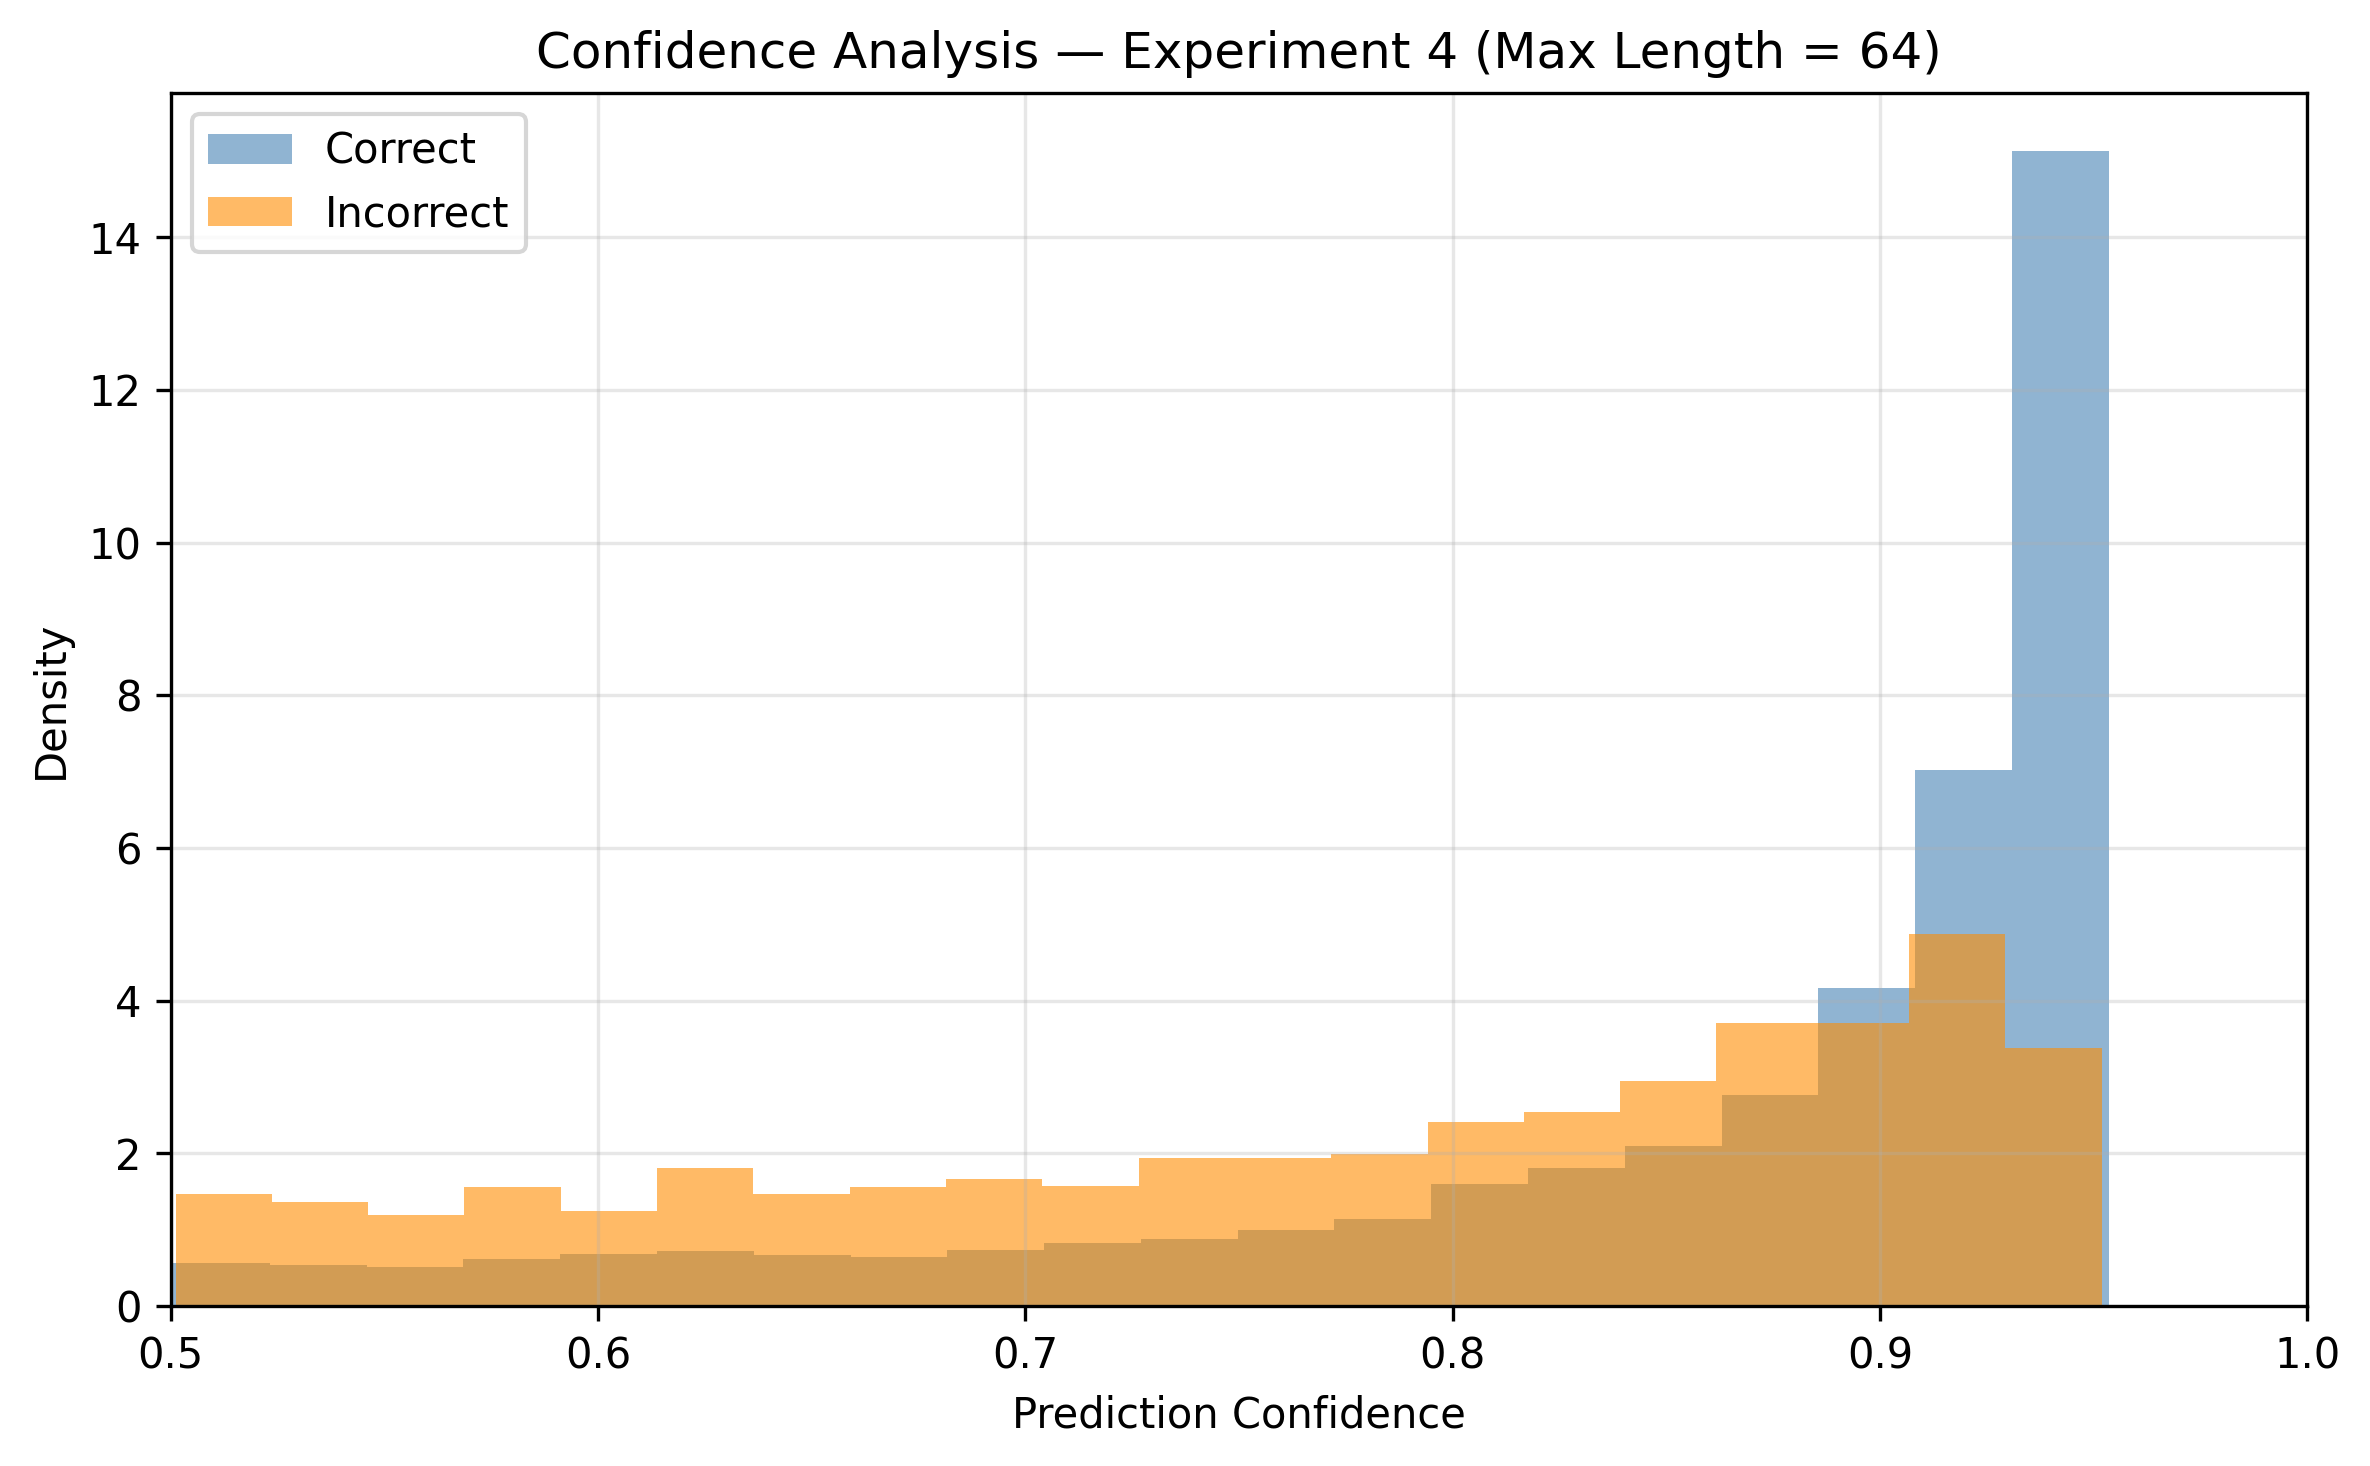 Confidence Analysis — Experiment 4 (Max Length = 64)
Correct
Incorrect
14
12
10
8
6
4
2
0
Density
0.5 0.6 0.7 0.8 0.9 1.0
Prediction Confidence